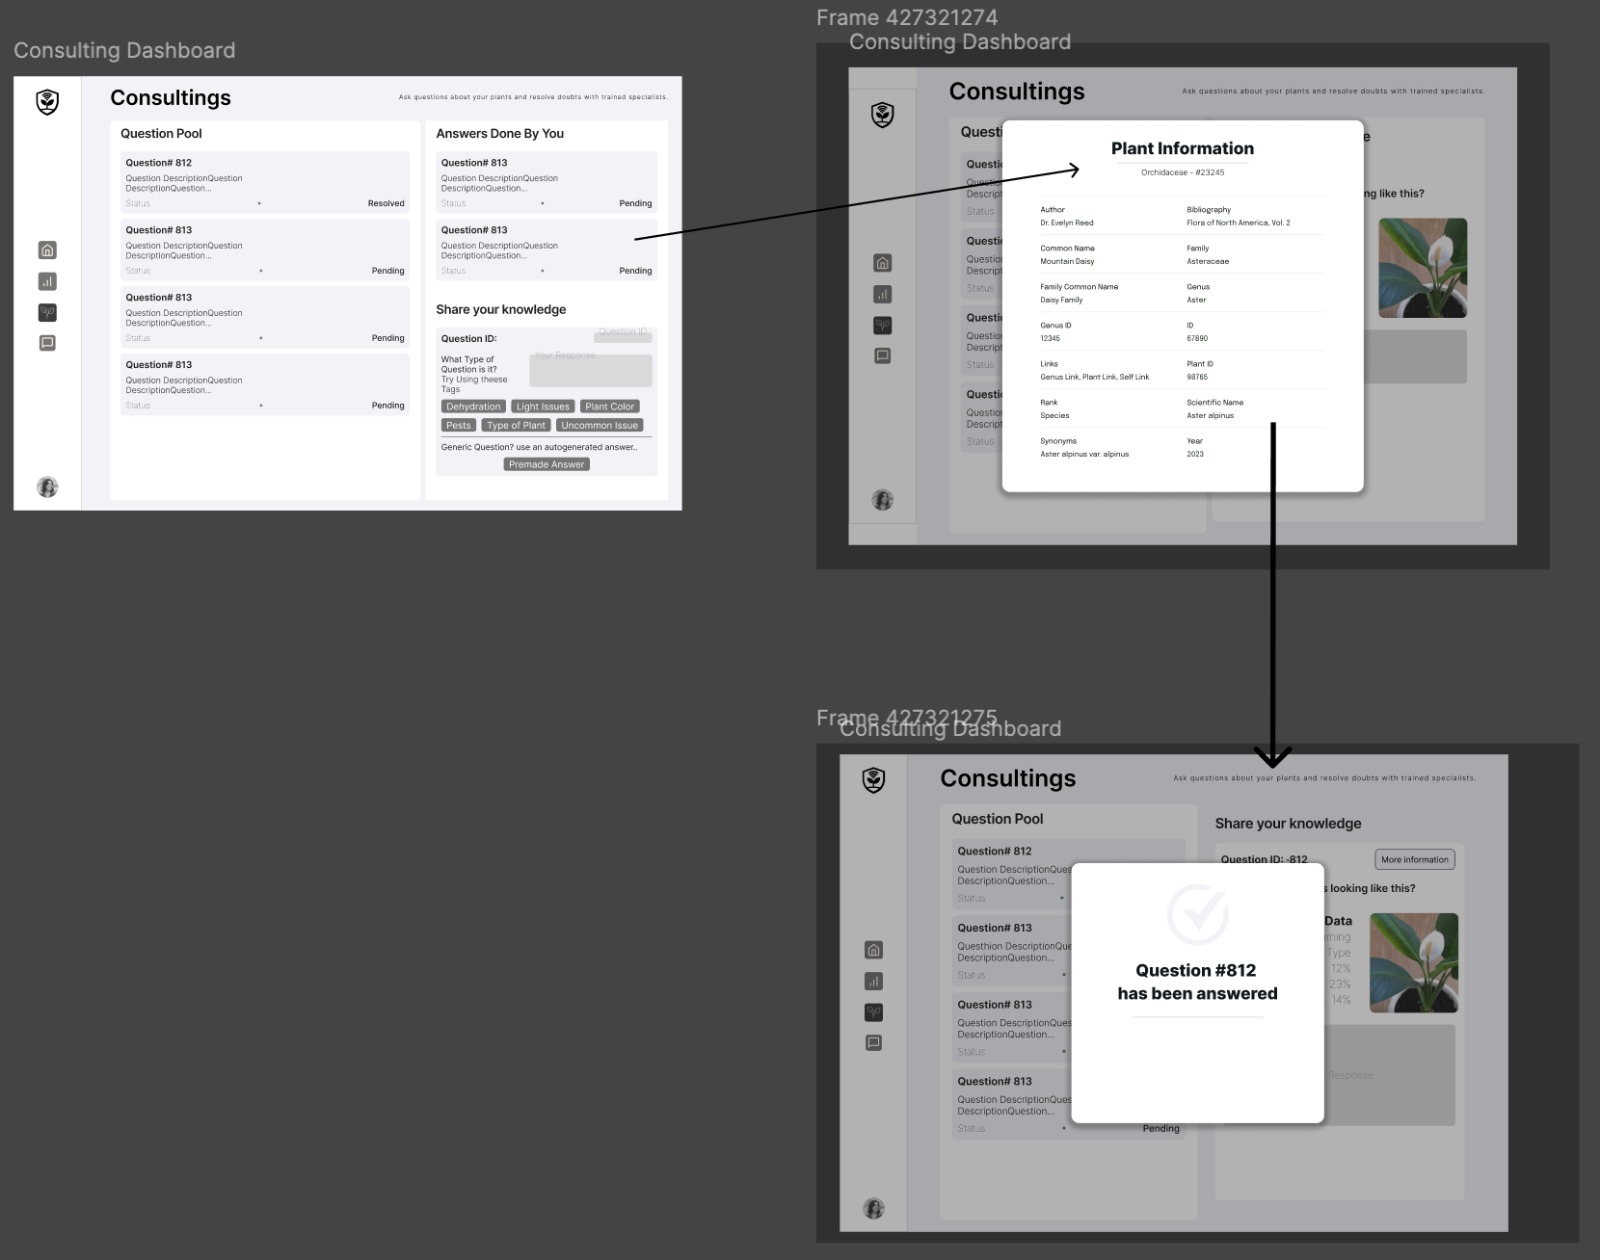 Consulting Dashboard
Consultings
Ask questions about your plants and resolve doubts with trained specialists.
Question Pool
Question# 812
Question DescriptionQuestion
DescriptionQuestion...
Status
Resolved
Question# 813
Question DescriptionQuestion
DescriptionQuestion...
Status
Pending
Question# 813
Question DescriptionQuestion
DescriptionQuestion...
Status
Pending
Question# 813
Question DescriptionQuestion
DescriptionQuestion...
Status
Pending
Answers Done By You
Question# 813
Question DescriptionQuestion
DescriptionQuestion...
Status
Pending
Question# 813
Question DescriptionQuestion
DescriptionQuestion...
Status
Pending
Share your knowledge
Question ID:
Question ID
What Type of
Question is it?
Try Using theese
Tags
Your Response
Dehydration
Light Issues
Plant Color
Pests
Type of Plant
Uncommon Issue
Generic Question? use an autogenerated answer..
Premade Answer
Frame 427321274
Consulting Dashboard
Consultings
Ask questions about your plants and resolve doubts with trained specialists.
Questi
Questi
Question
Descript
Status
Questi
Question
Descript
Status
Questi
Question
Descript
Status
Questi
Question
Descript
Status
e
ng like this?
Plant Information
Orchidaceae - #23245
Author
Dr. Evelyn Reed
Bibliography
Flora of North America, Vol. 2
Common Name
Mountain Daisy
Family
Asteraceae
Family Common Name
Daisy Family
Genus
Aster
Genus ID
12345
ID
67890
Links
Genus Link, Plant Link, Self Link
Plant ID
98765
Rank
Species
Scientific Name
Aster alpinus
Synonyms
Aster alpinus var. alpinus
Year
2023
Frame 427321275
Consulting Dashboard
Consultings
Ask questions about your plants and resolve doubts with trained specialists.
Question Pool
Question# 812
Question DescriptionQues
DescriptionQuestion...
Status
Question# 813
Questhion DescriptionQue
DescriptionQuestion...
Status
Question# 813
Question DescriptionQues
DescriptionQuestion...
Status
Question# 813
Question DescriptionQues
DescriptionQuestion...
Status
Pending
Share your knowledge
Question ID: -812
More information
s looking like this?
Data
rning
Type
12%
23%
14%
Response
Question #812
has been answered